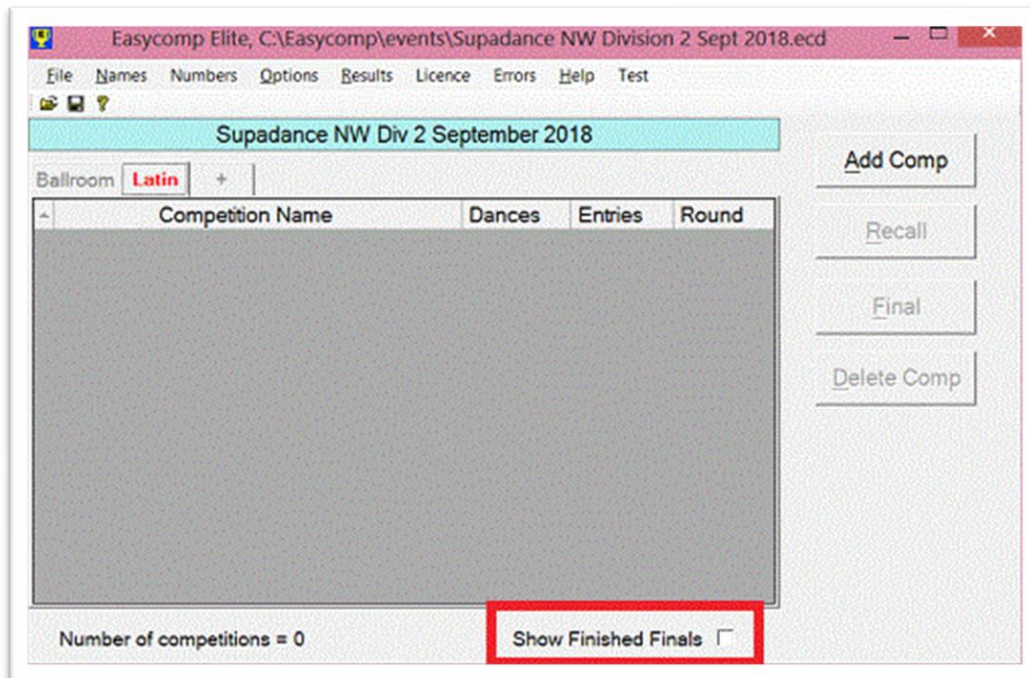 Easycomp Elite, C:\Easycomp\events\Supadance NW Division 2 Sept 2018.ecd
File Names Numbers Options Results Licence Errors Help Test
Supadance NW Div 2 September 2018
Ballroom Latin +
Competition Name Dances Entries Round
Add Comp
Recall
Final
Delete Comp
Number of competitions = 0
Show Finished Finals